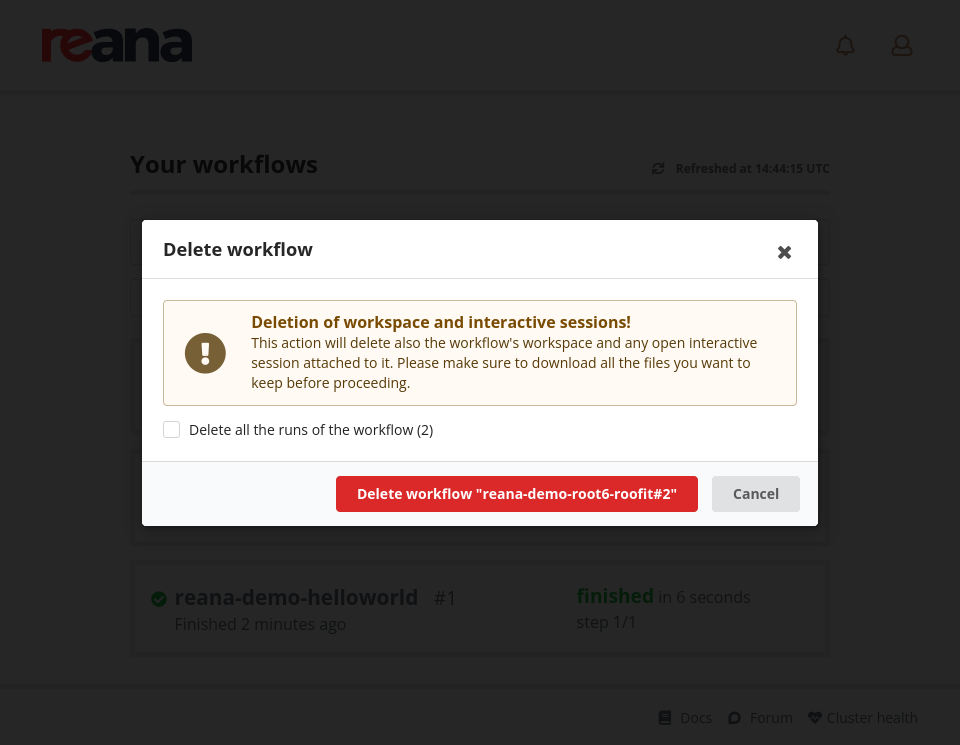 reana
Your workflows
Refreshed at 14:44:15 UTC
Delete workflow
Deletion of workspace and interactive sessions!
This action will delete also the workflow's workspace and any open interactive
session attached to it. Please make sure to download all the files you want to
keep before proceeding.
Delete all the runs of the workflow (2)
Delete workflow "reana-demo-root6-roofit#2"
Cancel
reana-demo-helloworld #1
finished in 6 seconds
Finished 2 minutes ago
step 1/1
Docs
Forum
Cluster health